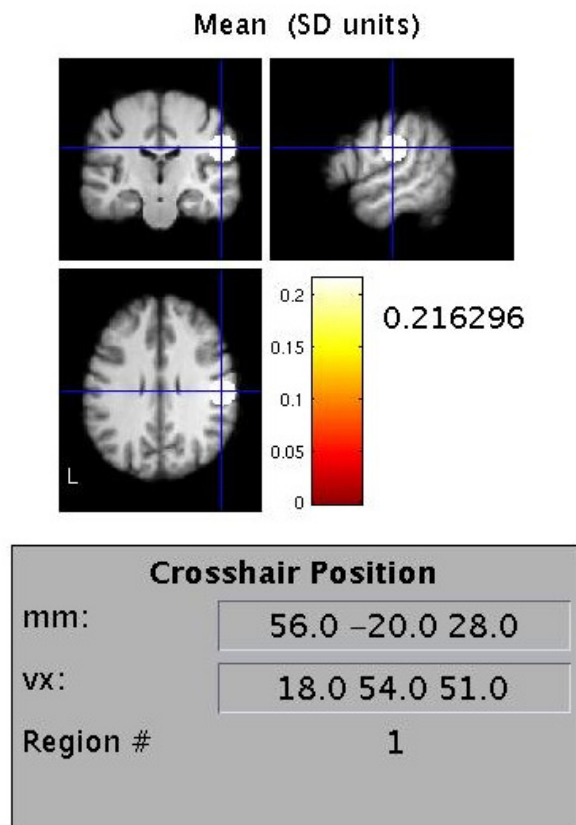 Mean (SD units)
L
0.2
0.15
0.1
0.05
0
0.216296
Crosshair Position
mm:
56.0 −20.0 28.0
vx:
18.0 54.0 51.0
Region #
1